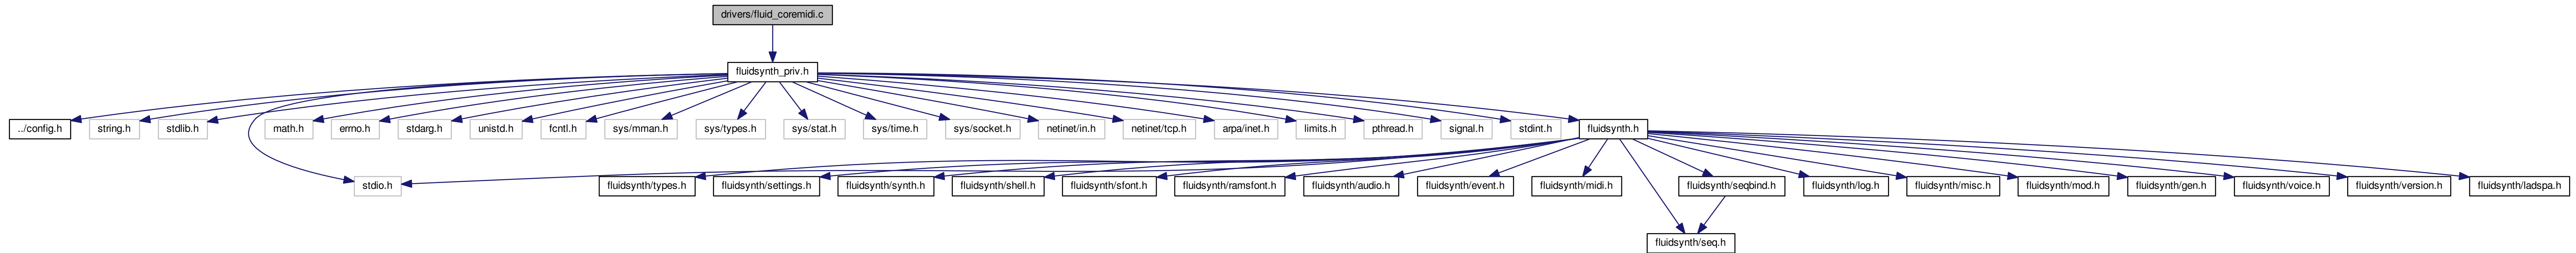 drivers/fluid_coremidi.c
fluidsynth_priv.h
../config.h
string.h
stdlib.h
math.h
errno.h
stdarg.h
unistd.h
fcntl.h
sys/mman.h
sys/types.h
sys/stat.h
sys/time.h
sys/socket.h
netinet/in.h
netinet/tcp.h
arpa/inet.h
limits.h
pthread.h
signal.h
stdint.h
fluidsynth.h
stdio.h
fluidsynth/types.h
fluidsynth/settings.h
fluidsynth/synth.h
fluidsynth/shell.h
fluidsynth/sfont.h
fluidsynth/ramsfont.h
fluidsynth/audio.h
fluidsynth/event.h
fluidsynth/midi.h
fluidsynth/seqbind.h
fluidsynth/log.h
fluidsynth/misc.h
fluidsynth/mod.h
fluidsynth/gen.h
fluidsynth/voice.h
fluidsynth/version.h
fluidsynth/ladspa.h
fluidsynth/seq.h